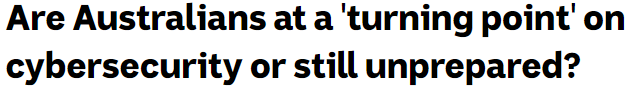 Are Australians at a 'turning point' on
cybersecurity or still unprepared?